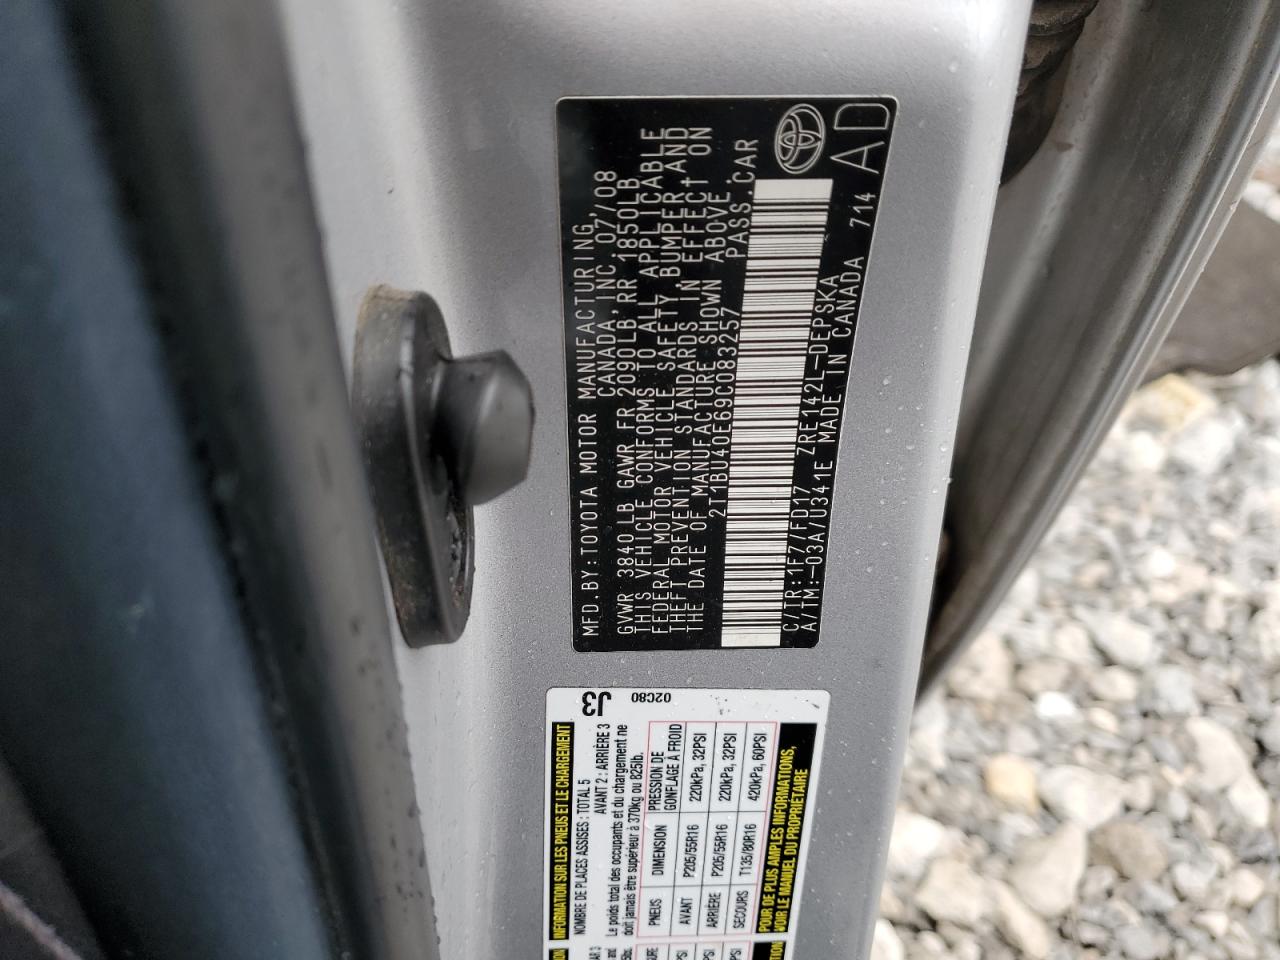 MFD.BY:TOYOTA MOTOR MANUFACTURING,
CANADA,INC.07/08
GVWR 3840LB GAWR FR 2090LB,RR 1850LB
THIS VEHICLE CONFORMS TO ALL APPLICABLE
FEDERAL MOTOR VEHICLE SAFETY,BUMPER,AND
THEFT PREVENTION STANDARDS IN EFFECT ON
THE DATE OF MANUFACTURE SHOWN ABOVE.
2T1BU40E69C083257 PASS.CAR
C/TR:1F7/FD17 ZRE142L-DEPSKA
A/TM:-03A/U341E MADE IN CANADA 714
AD
J3
02C80
INFORMATION SUR LES PNEUS ET LE CHARGEMENT
NOMBRE DE PLACES ASSISES : TOTAL 5
AVANT 2 : ARRIÈRE 3
Le poids total des occupants et du chargement ne
doit jamais être supérieur à 370kg ou 825lb.
PNEUS DIMENSION PRESSION DE GONFLAGE À FROID
AVANT P205/55R16 220kPa, 32PSI
ARRIÈRE P205/55R16 220kPa, 32PSI
SECOURS T135/80R16 420kPa, 60PSI
POUR DE PLUS AMPLES INFORMATIONS,
VOIR LE MANUEL DU PROPRIÉTAIRE